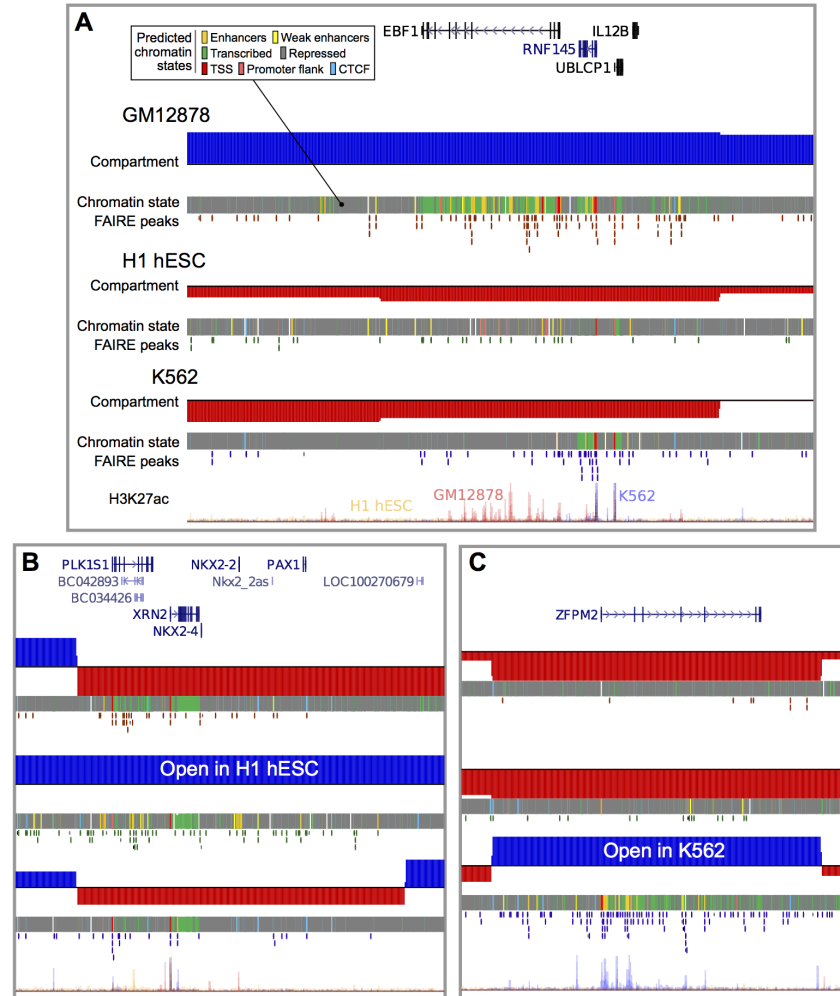 A
EBF1
IL12B
RNF145
UBLCP1
Predicted chromatin states
Enhancers Weak enhancers
Transcribed Repressed
TSS Promoter flank CTCF
GM12878
Compartment
Chromatin state
FAIRE peaks
H1 hESC
Compartment
Chromatin state
FAIRE peaks
K562
Compartment
Chromatin state
FAIRE peaks
H3K27ac
H1 hESC
GM12878
K562
B
PLK1S1 NKX2-2 PAX1
BC042893 Nkx2_2as LOC100270679
BC034426
XRN2
NKX2-4
Open in H1 hESC
C
ZFPM2
Open in K562